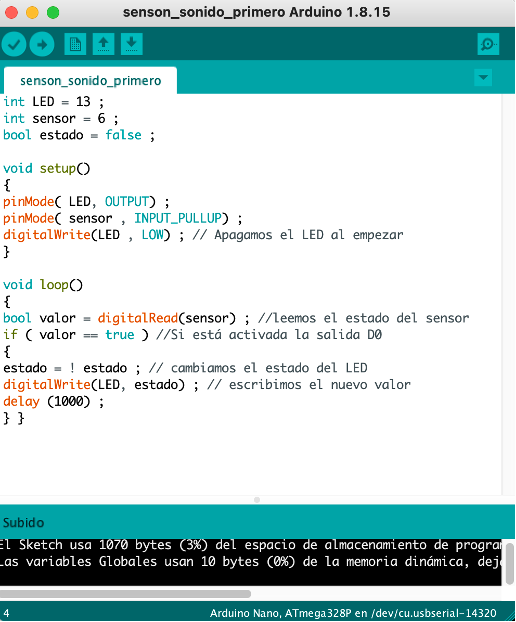 senson_sonido_primero Arduino 1.8.15
senson_sonido_primero
int LED = 13 ;
int sensor = 6 ;
bool estado = false ;
void setup()
{
pinMode( LED, OUTPUT) ;
pinMode( sensor , INPUT_PULLUP) ;
digitalWrite(LED , LOW) ; // Apagamos el LED al empezar
}
void loop()
{
bool valor = digitalRead(sensor) ; //leemos el estado del sensor
if ( valor == true ) //Si está activada la salida D0
{
estado = ! estado ; // cambiamos el estado del LED
digitalWrite(LED, estado) ; // escribimos el nuevo valor
delay (1000) ;
} }
Subido
El Sketch usa 1070 bytes (3%) del espacio de almacenamiento de progra
Las variables Globales usan 10 bytes (0%) de la memoria dinámica, dej
4 Arduino Nano, ATmega328P en /dev/cu.usbserial-14320